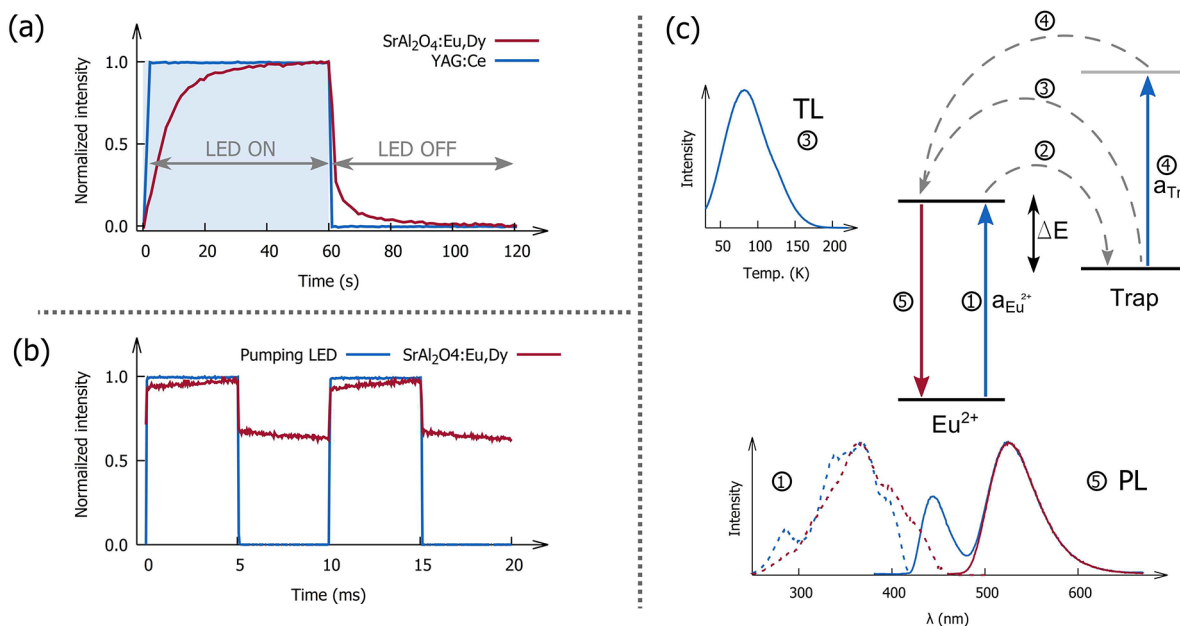 (a)
SrAl₂O₄:Eu,Dy
YAG:Ce
Normalized intensity
1.0
0.5
0.0
LED ON
LED OFF
0 20 40 60 80 100 120
Time (s)
(b)
Pumping LED
SrAl₂O4:Eu,Dy
Normalized intensity
1.0
0.5
0.0
0 5 10 15 20
Time (ms)
(c)
TL
③
Intensity
50 100 150 200
Temp. (K)
④
③
②
④
a_Tr
ΔE
Trap
⑤
①
a_Eu²⁺
Eu²⁺
①
⑤ PL
Intensity
300 400 500 600
λ (nm)